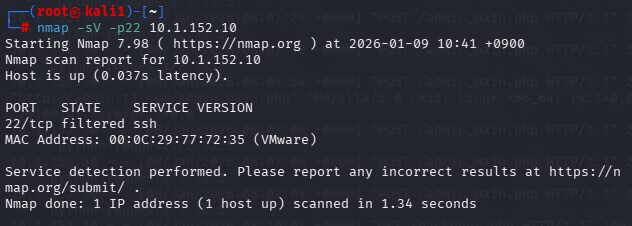 ┌──(root㉿kali1)-[~]
└─# nmap -sV -p22 10.1.152.10
Starting Nmap 7.98 ( https://nmap.org ) at 2026-01-09 10:41 +0900
Nmap scan report for 10.1.152.10
Host is up (0.037s latency).

PORT   STATE    SERVICE VERSION
22/tcp filtered ssh
MAC Address: 00:0C:29:77:72:35 (VMware)

Service detection performed. Please report any incorrect results at https://n
map.org/submit/ .
Nmap done: 1 IP address (1 host up) scanned in 1.34 seconds